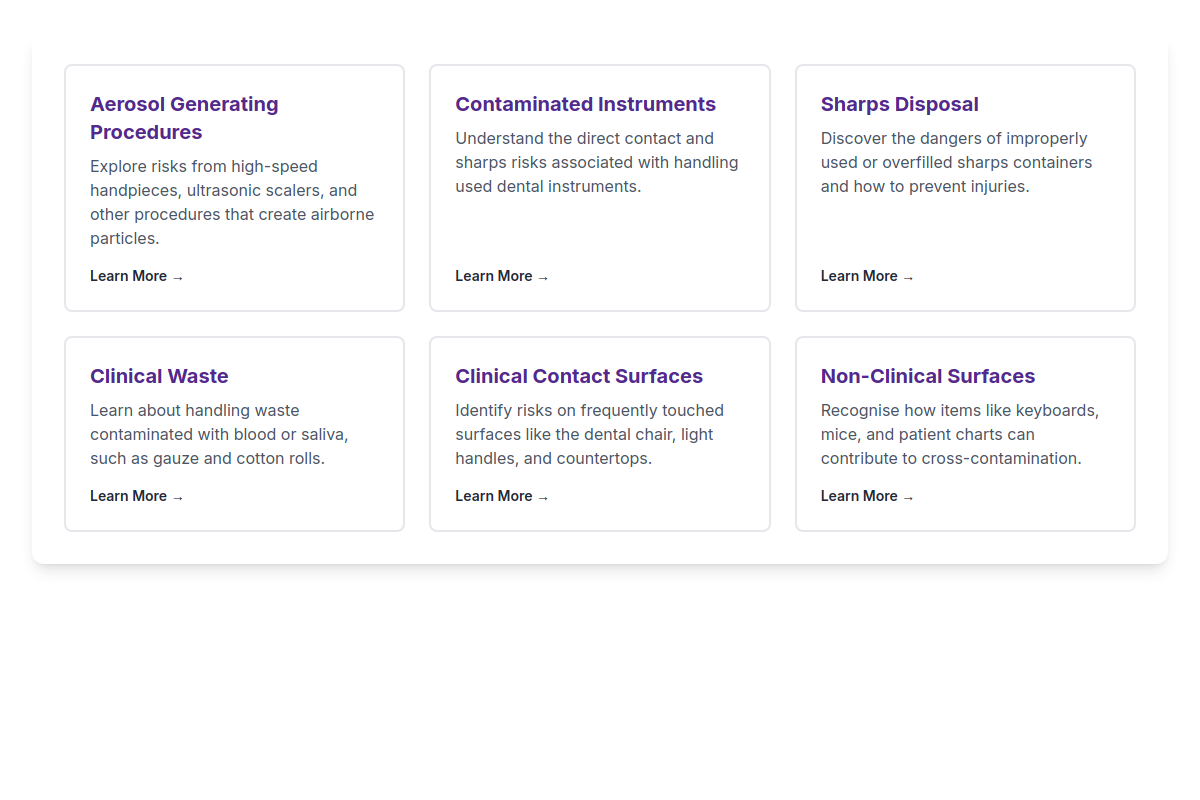 Aerosol Generating
Procedures
Explore risks from high-speed
handpieces, ultrasonic scalers, and
other procedures that create airborne
particles.
Learn More →
Contaminated Instruments
Understand the direct contact and
sharps risks associated with handling
used dental instruments.
Learn More →
Sharps Disposal
Discover the dangers of improperly
used or overfilled sharps containers
and how to prevent injuries.
Learn More →
Clinical Waste
Learn about handling waste
contaminated with blood or saliva,
such as gauze and cotton rolls.
Learn More →
Clinical Contact Surfaces
Identify risks on frequently touched
surfaces like the dental chair, light
handles, and countertops.
Learn More →
Non-Clinical Surfaces
Recognise how items like keyboards,
mice, and patient charts can
contribute to cross-contamination.
Learn More →